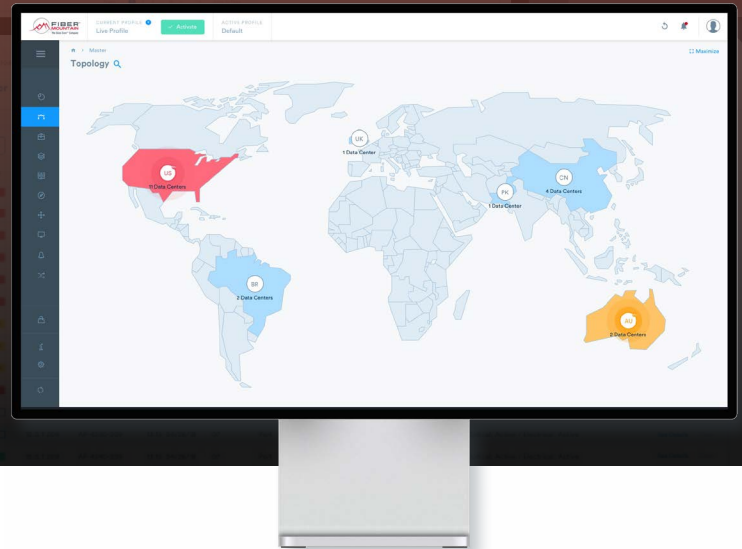 FIBER
MOUNTAIN
CURRENT PROFILE
Live Profile
✓ Activate
ACTIVE PROFILE
Default
> Master
Maximize
Topology
UK
1 Data Center
US
11 Data Centers
CN
4 Data Centers
PK
1 Data Center
BR
2 Data Centers
AU
2 Data Centers